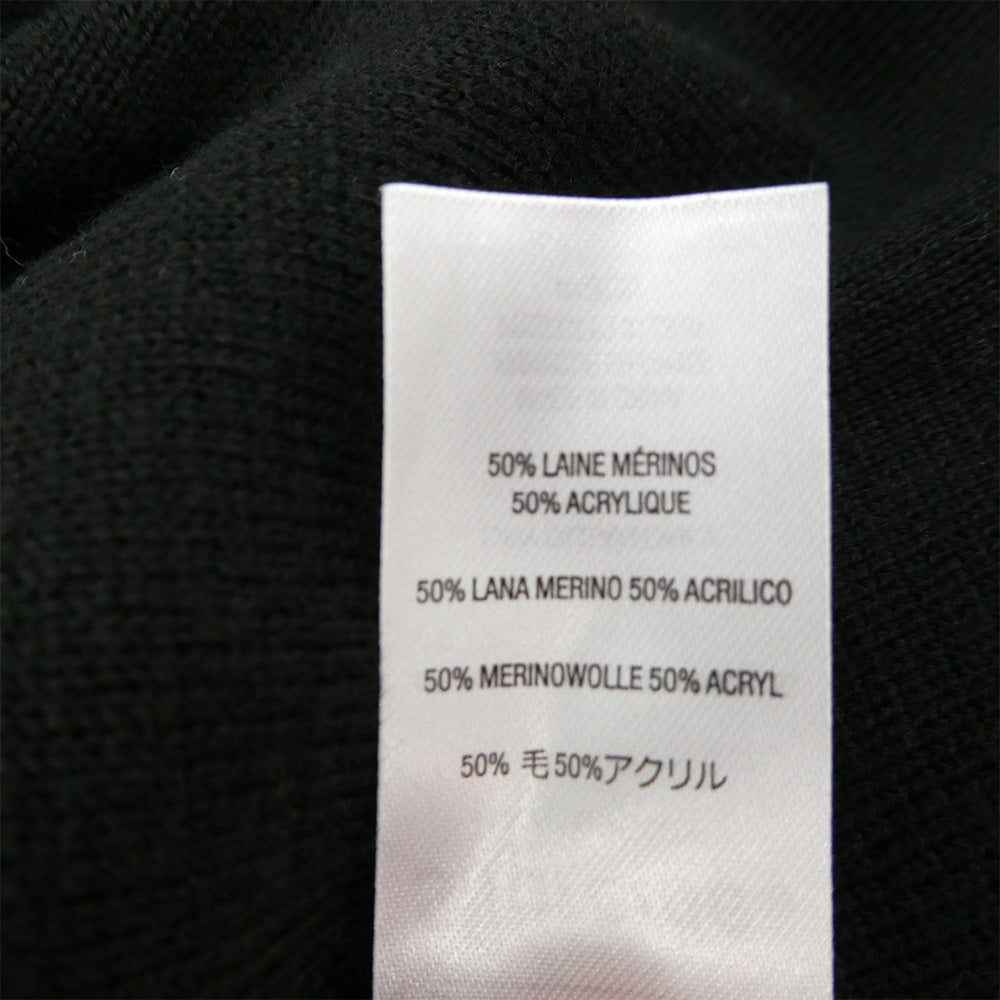 50% LAINE MÉRINOS
50% ACRYLIQUE
50% LANA MERINO 50% ACRILICO
50% MERINOWOLLE 50% ACRYL
50% 毛50%アクリル